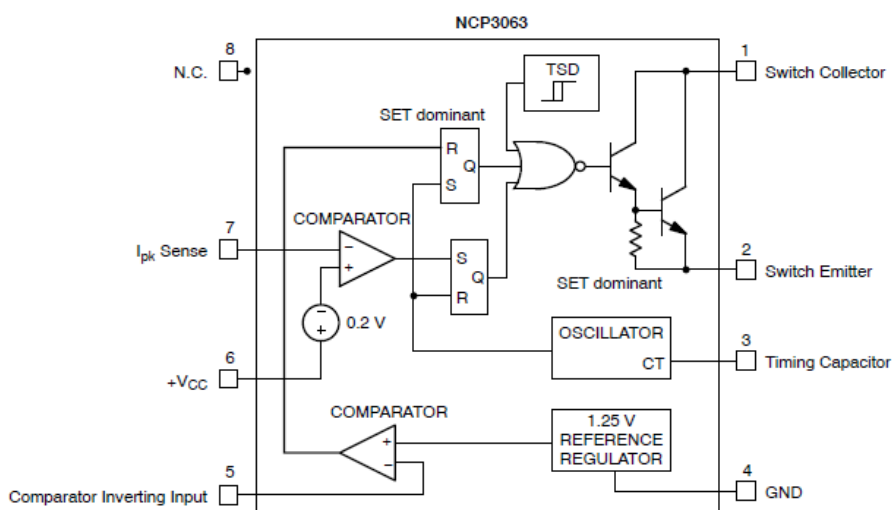 NCP3063
8
N.C.
1
Switch Collector
TSD
SET dominant
R
Q
S
COMPARATOR
7
Ipk Sense
−
+
S
Q
R
2
Switch Emitter
SET dominant
−
+
0.2 V
OSCILLATOR
CT
3
Timing Capacitor
6
+VCC
COMPARATOR
+
−
1.25 V
REFERENCE
REGULATOR
5
Comparator Inverting Input
4
GND